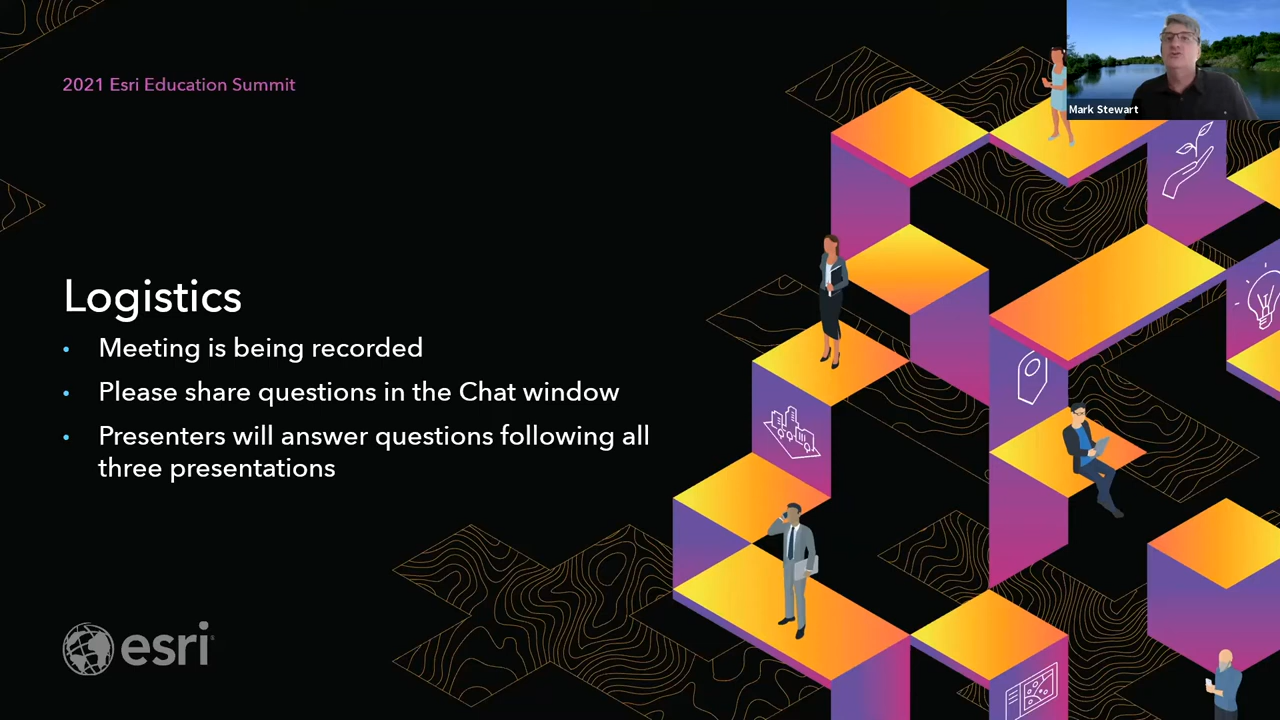 2021 Esri Education Summit
Mark Stewart
Logistics
• Meeting is being recorded
• Please share questions in the Chat window
• Presenters will answer questions following all
three presentations
esri